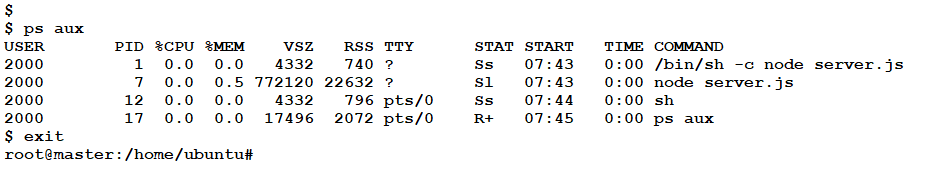 $
$ ps aux
USER       PID %CPU %MEM    VSZ   RSS TTY      STAT START   TIME COMMAND
2000         1  0.0  0.0   4332   740 ?        Ss   07:43   0:00 /bin/sh -c node server.js
2000         7  0.0  0.5 772120 22632 ?        Sl   07:43   0:00 node server.js
2000        12  0.0  0.0   4332   796 pts/0    Ss   07:44   0:00 sh
2000        17  0.0  0.0  17496  2072 pts/0    R+   07:45   0:00 ps aux
$ exit
root@master:/home/ubuntu#